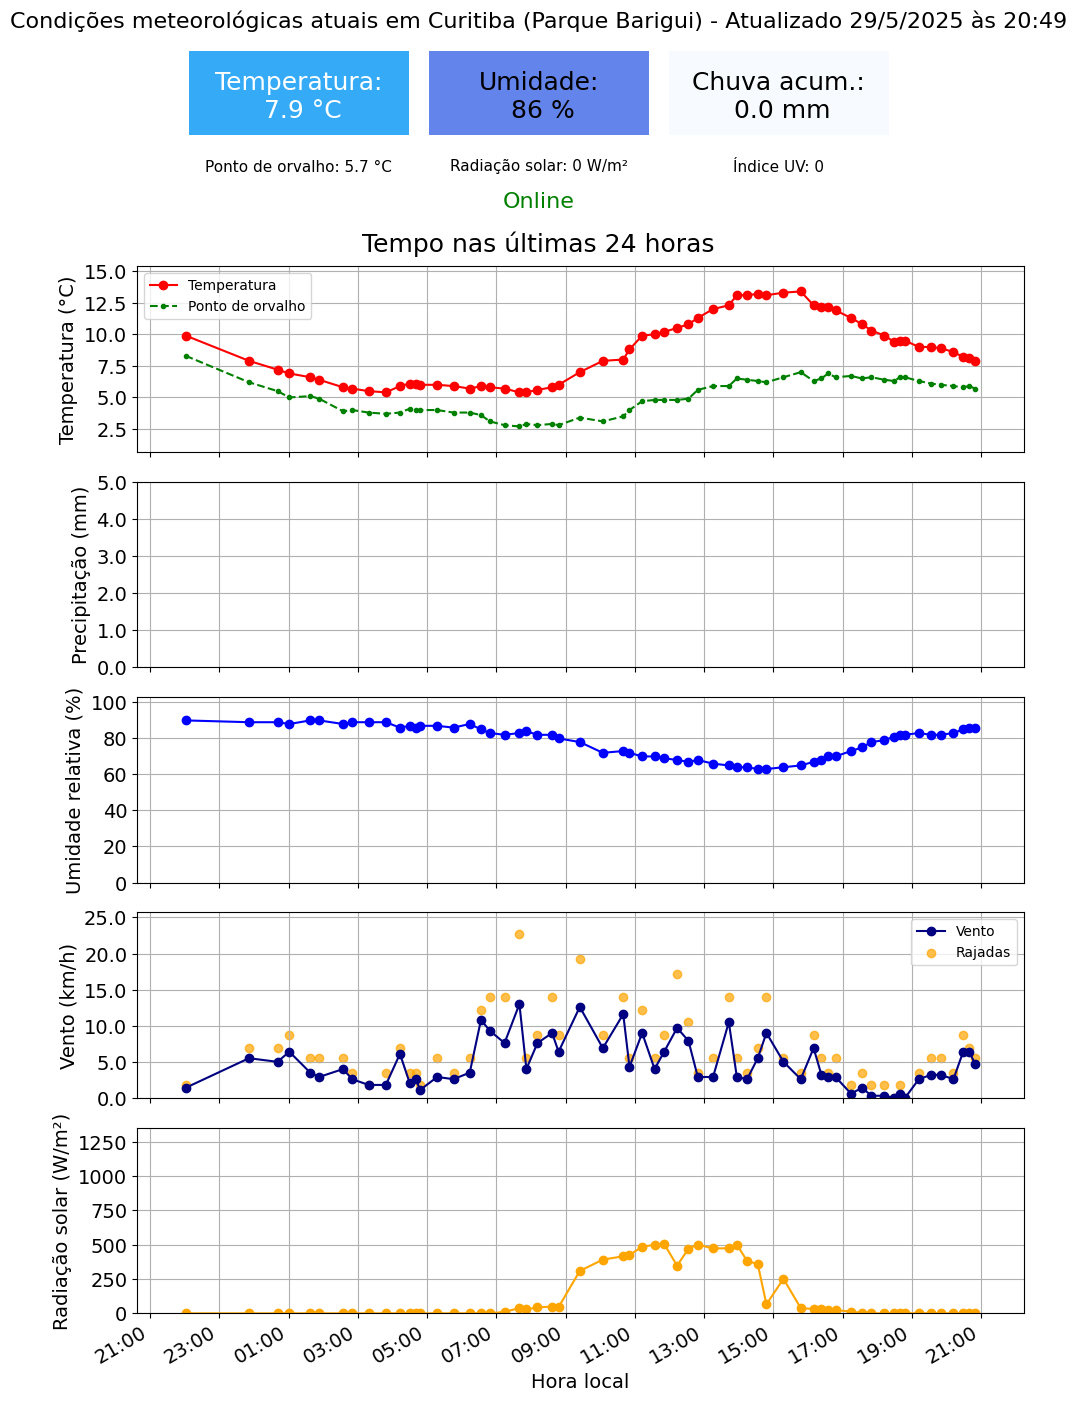 Condições meteorológicas atuais em Curitiba (Parque Barigui) - Atualizado 29/5/2025 às 20:49
Temperatura:
7.9 °C
Umidade:
86 %
Chuva acum.:
0.0 mm
Ponto de orvalho: 5.7 °C
Radiação solar: 0 W/m²
Índice UV: 0
Online
Tempo nas últimas 24 horas
Temperatura (°C)
15.0
12.5
10.0
7.5
5.0
2.5
Temperatura
Ponto de orvalho
Precipitação (mm)
5.0
4.0
3.0
2.0
1.0
0.0
Umidade relativa (%)
100
80
60
40
20
0
Vento (km/h)
25.0
20.0
15.0
10.0
5.0
0.0
Vento
Rajadas
Radiação solar (W/m²)
1250
1000
750
500
250
0
21:00
23:00
01:00
03:00
05:00
07:00
09:00
11:00
13:00
15:00
17:00
19:00
21:00
Hora local